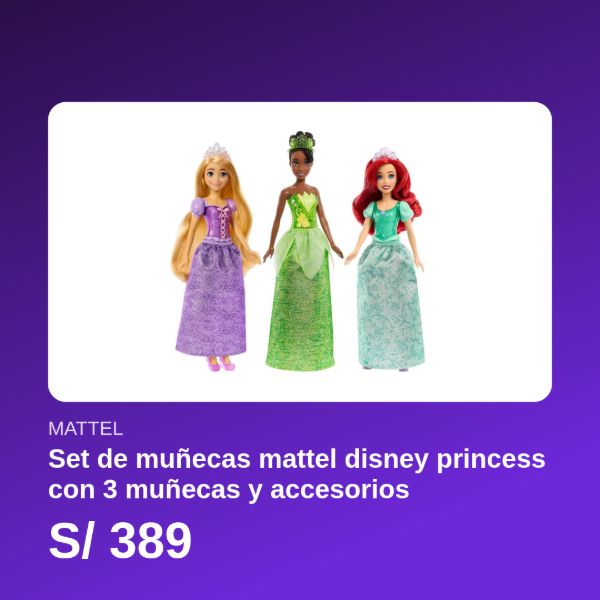 MATTEL
Set de muñecas mattel disney princess
con 3 muñecas y accesorios
S/ 389